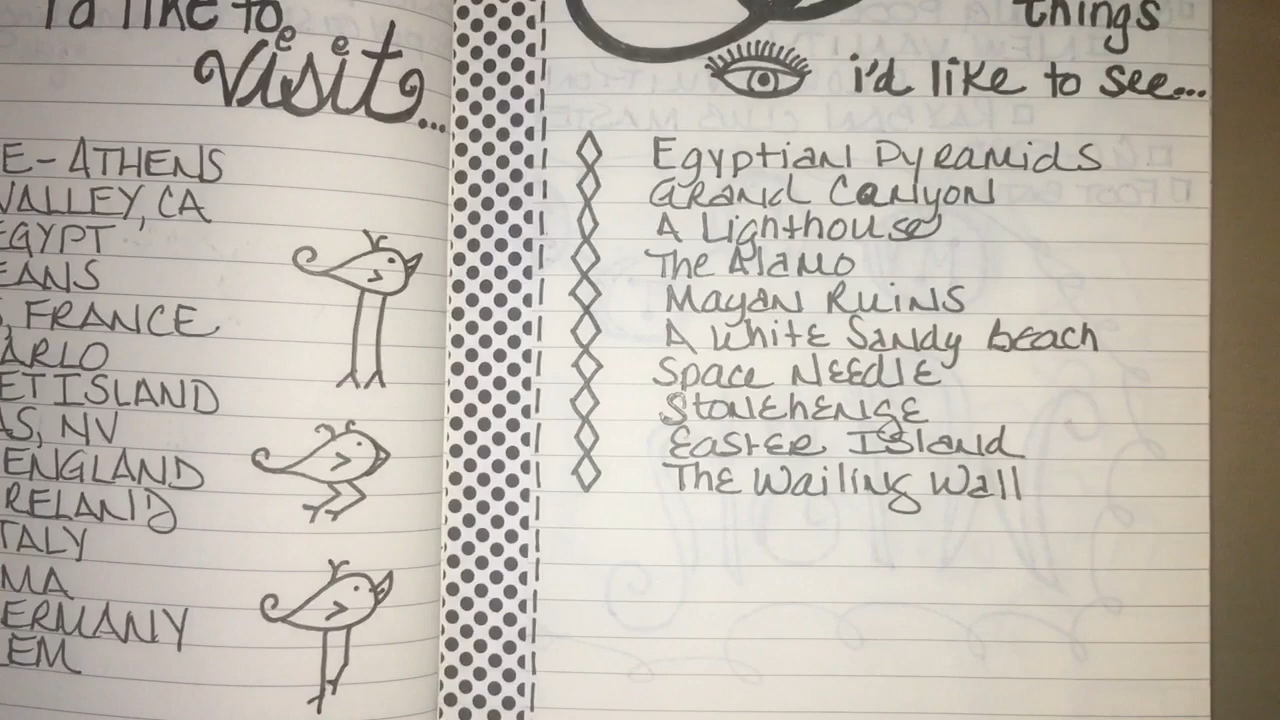 i'd like to
visit...
E-ATHENS
VALLEY, CA
EGYPT
EANS
, FRANCE
ARLO
ET ISLAND
AS, NV
ENGLAND
RELAND
TALY
MA
ERMANY
LEM
things
i'd like to see...
Egyptian Pyramids
Grand Canyon
A Lighthouse
The Alamo
Mayan Ruins
A White Sandy beach
Space Needle
Stonehenge
Easter Island
The Wailing Wall